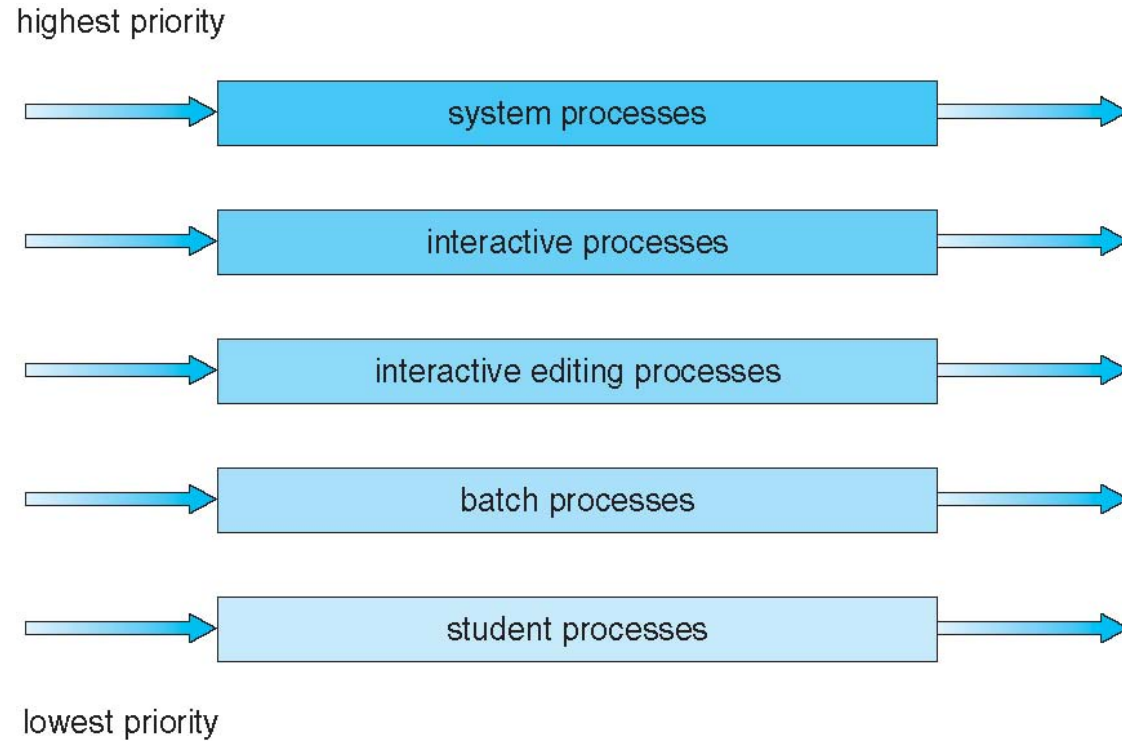 highest priority
system processes
interactive processes
interactive editing processes
batch processes
student processes
lowest priority